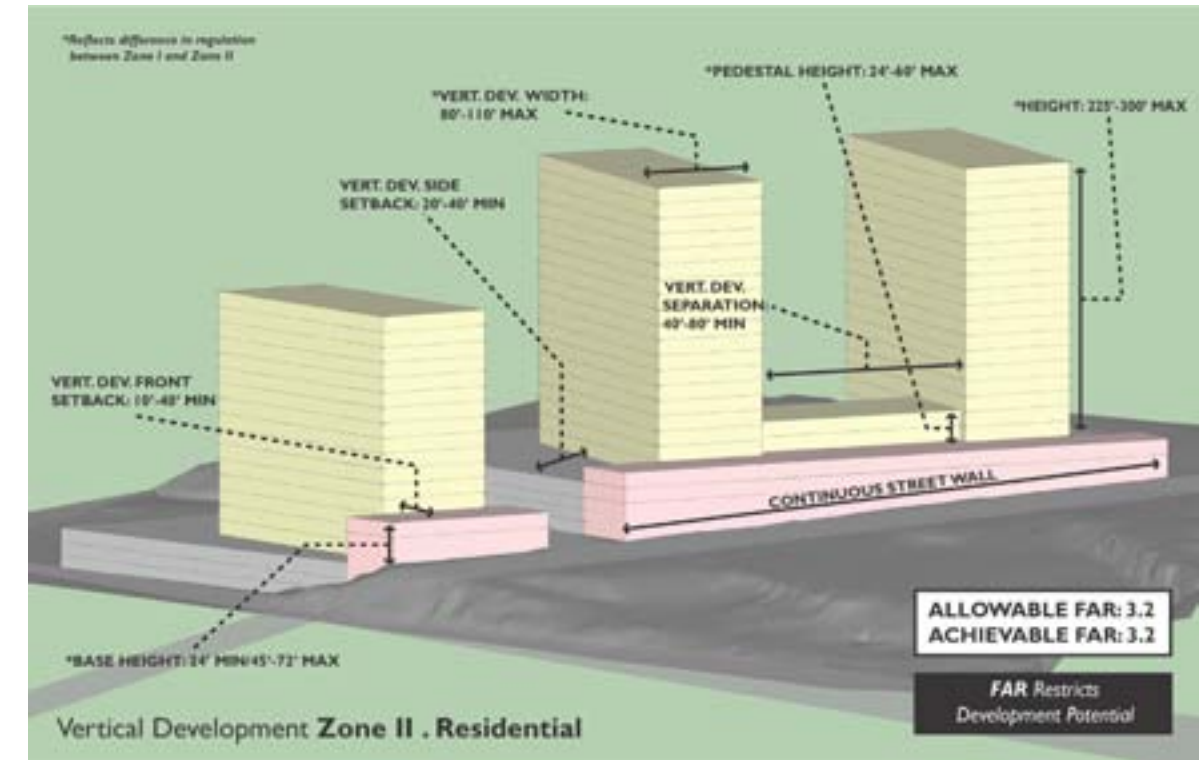 *Reflects difference in regulation
between Zone I and Zone II
*PEDESTAL HEIGHT: 24'-60' MAX
*VERT. DEV. WIDTH:
80'-110' MAX
*HEIGHT: 225'-300' MAX
VERT. DEV. SIDE
SETBACK: 20'-40' MIN
VERT. DEV.
SEPARATION
40'-80' MIN
VERT. DEV. FRONT
SETBACK: 10'-40' MIN
CONTINUOUS STREET WALL
ALLOWABLE FAR: 3.2
ACHIEVABLE FAR: 3.2
*BASE HEIGHT: 24' MIN/45'-72' MAX
FAR Restricts
Development Potential
Vertical Development Zone II . Residential